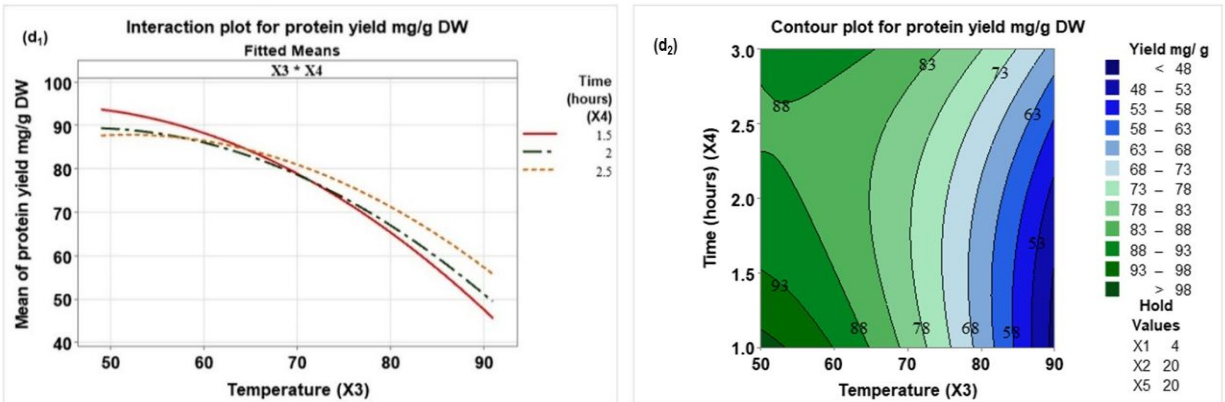 (d1)
Interaction plot for protein yield mg/g DW
Fitted Means
X3 * X4
Mean of protein yield mg/g DW
100
90
80
70
60
50
40
50
60
70
80
90
Temperature (X3)
Time
(hours)
(X4)
1.5
2
2.5
(d2)
Contour plot for protein yield mg/g DW
Time (hours) (X4)
3.0
2.5
2.0
1.5
1.0
83
73
88
63
53
93
88
78
68
58
50
60
70
80
90
Temperature (X3)
Yield mg/ g
< 48
48 – 53
53 – 58
58 – 63
63 – 68
68 – 73
73 – 78
78 – 83
83 – 88
88 – 93
93 – 98
> 98
Hold
Values
X1 4
X2 20
X5 20